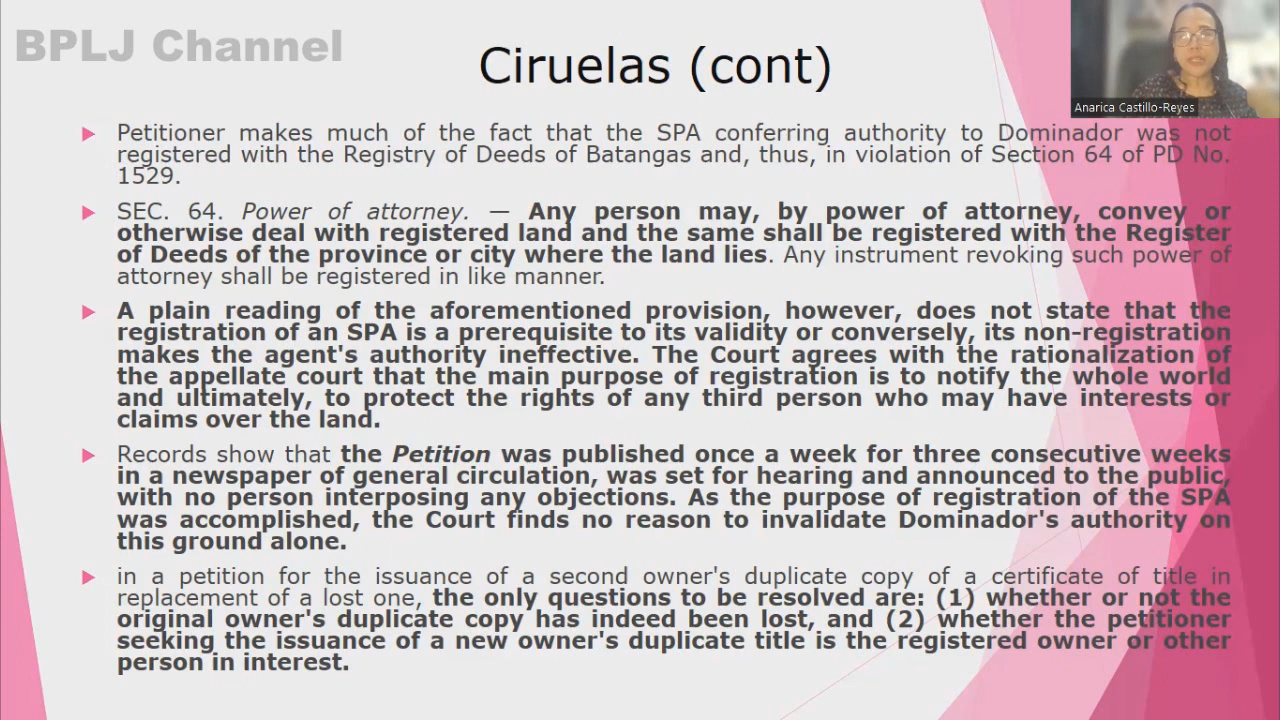 BPLJ Channel
Ciruelas (cont)
Anarica Castillo-Reyes
Petitioner makes much of the fact that the SPA conferring authority to Dominador was not
registered with the Registry of Deeds of Batangas and, thus, in violation of Section 64 of PD No.
1529.
SEC. 64. Power of attorney. — Any person may, by power of attorney, convey or
otherwise deal with registered land and the same shall be registered with the Register
of Deeds of the province or city where the land lies. Any instrument revoking such power of
attorney shall be registered in like manner.
A plain reading of the aforementioned provision, however, does not state that the
registration of an SPA is a prerequisite to its validity or conversely, its non-registration
makes the agent's authority ineffective. The Court agrees with the rationalization of
the appellate court that the main purpose of registration is to notify the whole world
and ultimately, to protect the rights of any third person who may have interests or
claims over the land.
Records show that the Petition was published once a week for three consecutive weeks
in a newspaper of general circulation, was set for hearing and announced to the public,
with no person interposing any objections. As the purpose of registration of the SPA
was accomplished, the Court finds no reason to invalidate Dominador's authority on
this ground alone.
in a petition for the issuance of a second owner's duplicate copy of a certificate of title in
replacement of a lost one, the only questions to be resolved are: (1) whether or not the
original owner's duplicate copy has indeed been lost, and (2) whether the petitioner
seeking the issuance of a new owner's duplicate title is the registered owner or other
person in interest.